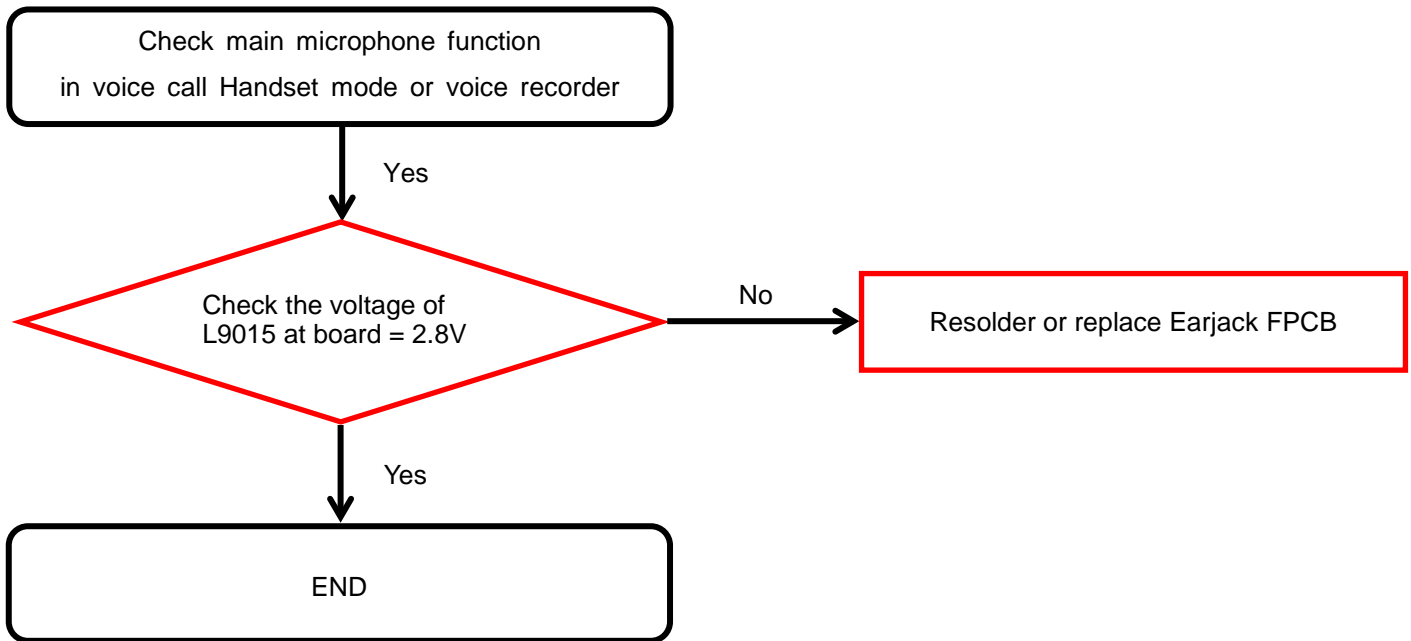 Check main microphone function
in voice call Handset mode or voice recorder
Yes
Check the voltage of
L9015 at board = 2.8V
No
Resolder or replace Earjack FPCB
Yes
END